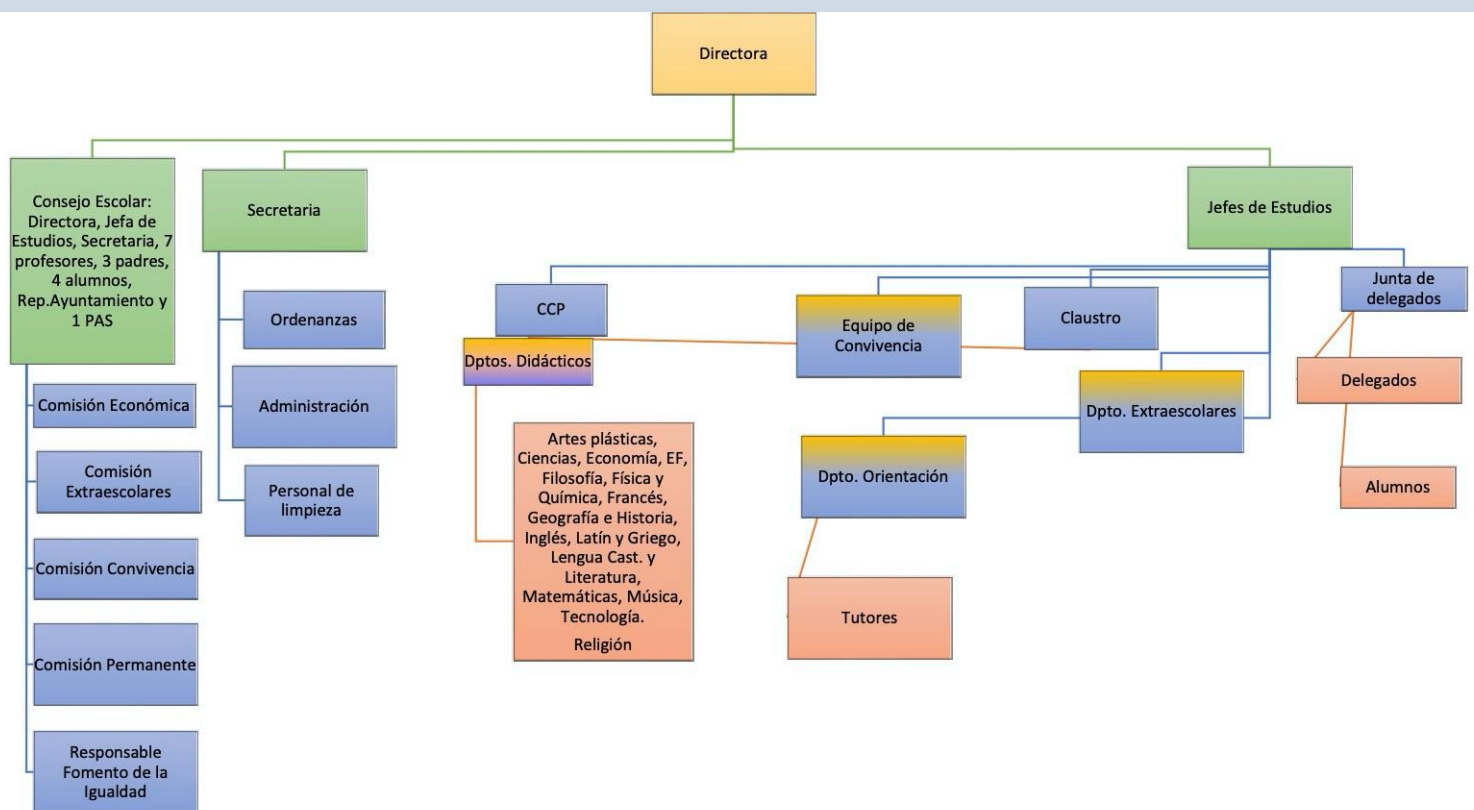 Directora
Consejo Escolar:
Directora, Jefa de
Estudios, Secretaria, 7
profesores, 3 padres,
4 alumnos,
Rep.Ayuntamiento y
1 PAS
Comisión Económica
Comisión
Extraescolares
Comisión Convivencia
Comisión Permanente
Responsable
Fomento de la
Igualdad
Secretaria
Ordenanzas
Administración
Personal de
limpieza
Jefes de Estudios
CCP
Dptos. Didácticos
Artes plásticas,
Ciencias, Economía, EF,
Filosofía, Física y
Química, Francés,
Geografía e Historia,
Inglés, Latín y Griego,
Lengua Cast. y
Literatura,
Matemáticas, Música,
Tecnología.
Religión
Equipo de
Convivencia
Claustro
Dpto. Extraescolares
Dpto. Orientación
Tutores
Junta de
delegados
Delegados
Alumnos